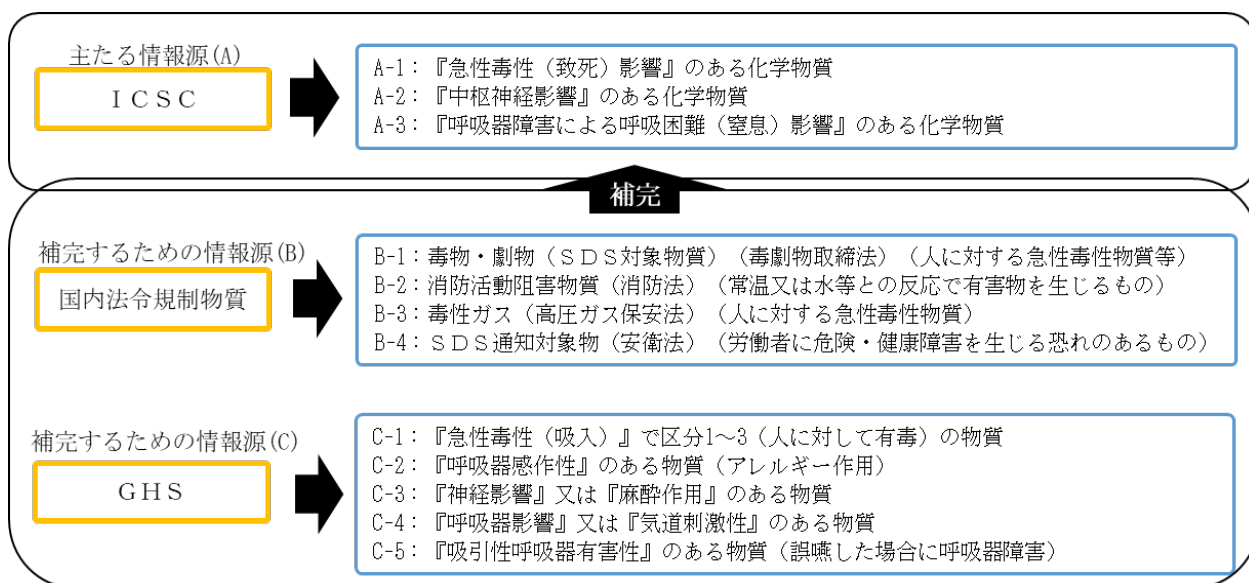 主たる情報源(A)
ＩＣＳＣ
A-1：『急性毒性（致死）影響』のある化学物質
A-2：『中枢神経影響』のある化学物質
A-3：『呼吸器障害による呼吸困難（窒息）影響』のある化学物質
補完
補完するための情報源(B)
国内法令規制物質
B-1：毒物・劇物（ＳＤＳ対象物質）（毒劇物取締法）（人に対する急性毒性物質等）
B-2：消防活動阻害物質（消防法）（常温又は水等との反応で有害物を生じるもの）
B-3：毒性ガス（高圧ガス保安法）（人に対する急性毒性物質）
B-4：ＳＤＳ通知対象物（安衛法）（労働者に危険・健康障害を生じる恐れのあるもの）
補完するための情報源(C)
ＧＨＳ
C-1：『急性毒性（吸入）』で区分1～3（人に対して有毒）の物質
C-2：『呼吸器感作性』のある物質（アレルギー作用）
C-3：『神経影響』又は『麻酔作用』のある物質
C-4：『呼吸器影響』又は『気道刺激性』のある物質
C-5：『吸引性呼吸器有害性』のある物質（誤嚥した場合に呼吸器障害）